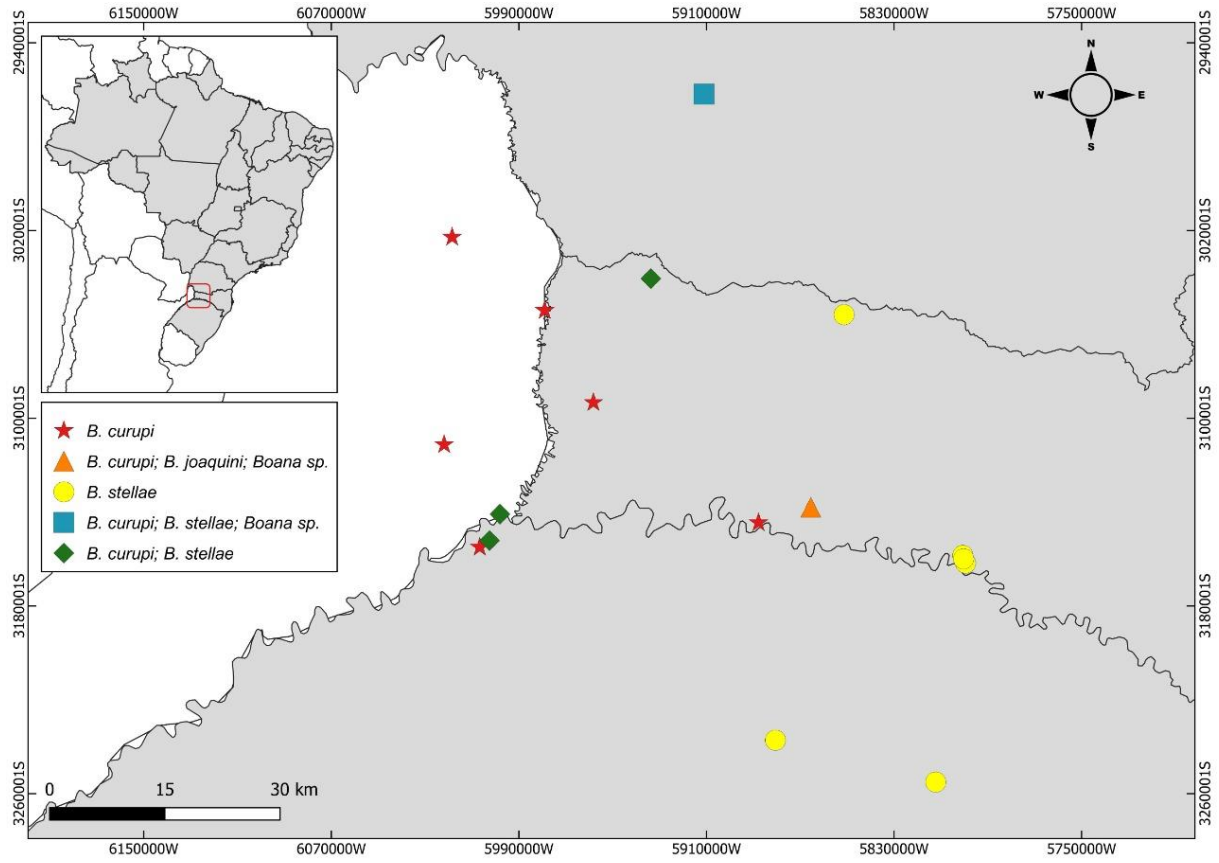 6150000W 6070000W 5990000W 5910000W 5830000W 5750000W
2940001S 2940001S
N
W E
S
3020001S 3020001S
3100001S 3100001S
B. curupi
B. curupi; B. joaquini; Boana sp.
B. stellae
B. curupi; B. stellae; Boana sp.
B. curupi; B. stellae
3180001S 3180001S
0 15 30 km
3260001S 3260001S
6150000W 6070000W 5990000W 5910000W 5830000W 5750000W